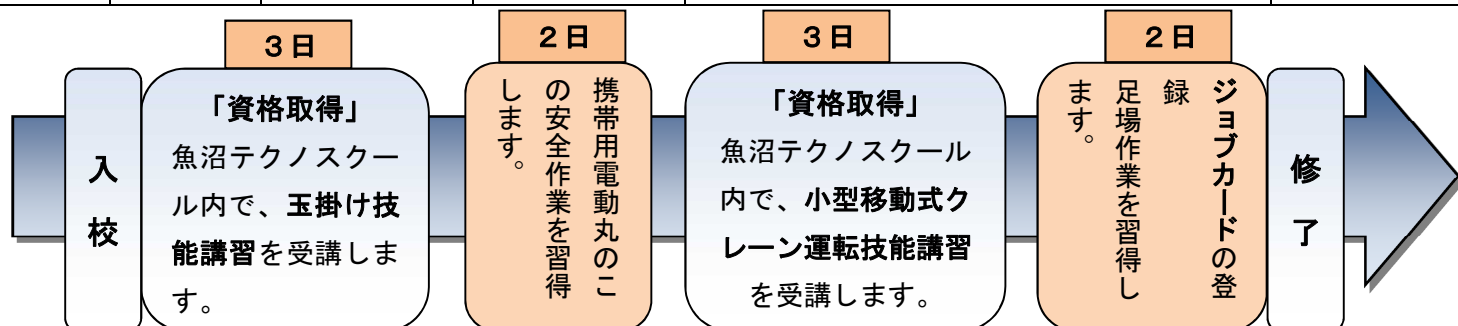 入
校
３日
「資格取得」
魚沼テクノスクー
ル内で、玉掛け技
能講習を受講しま
す。
２日
携帯用電動丸のこ
の安全作業を習得
します。
３日
「資格取得」
魚沼テクノスクール
内で、小型移動式ク
レーン運転技能講習
を受講します。
２日
ジョブカードの登
録
足場作業を習得し
ます。
修
了